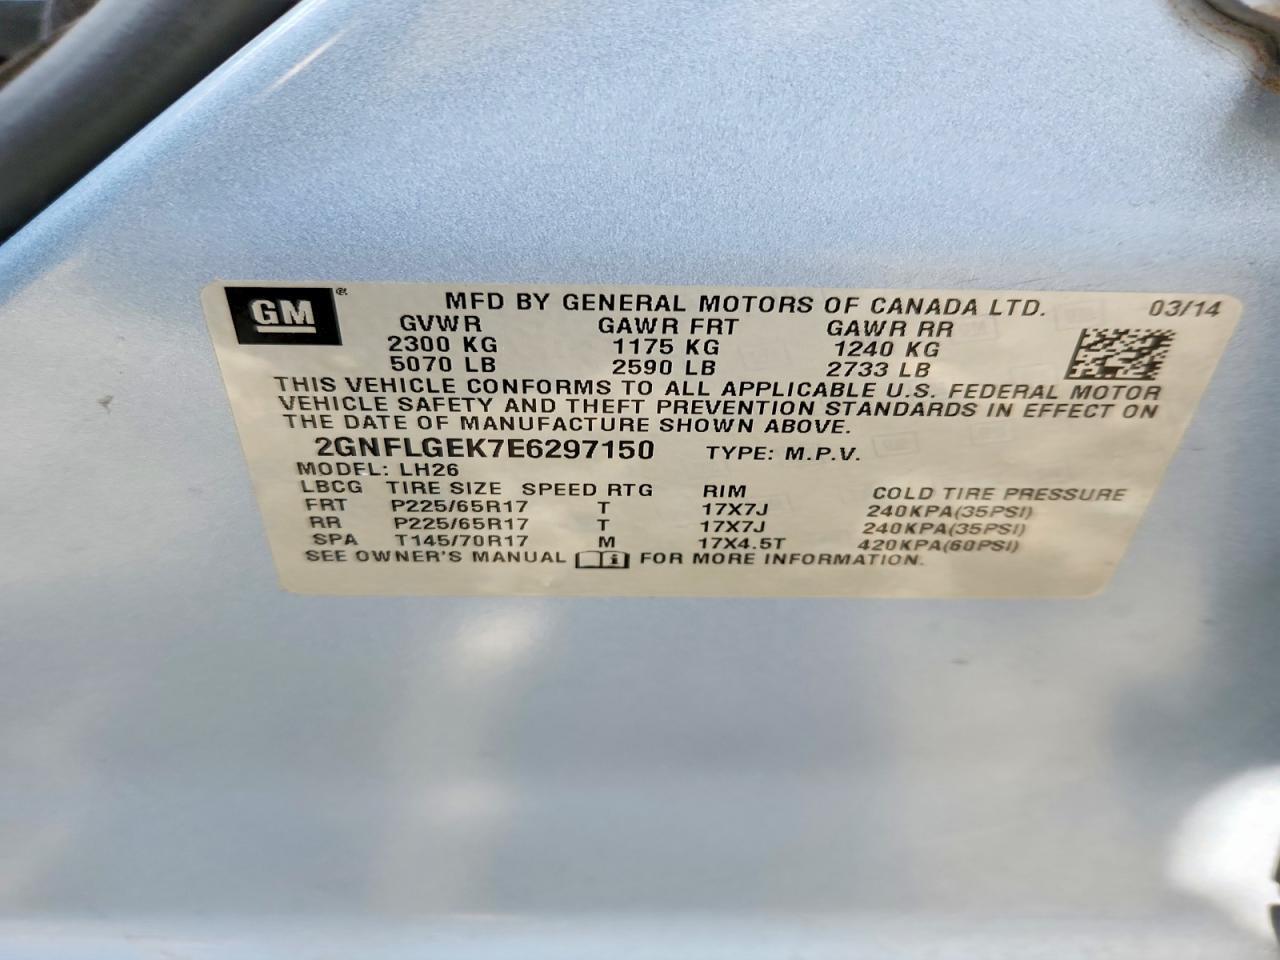 GM® MFD BY GENERAL MOTORS OF CANADA LTD. 03/14
GVWR GAWR FRT GAWR RR
2300 KG 1175 KG 1240 KG
5070 LB 2590 LB 2733 LB
THIS VEHICLE CONFORMS TO ALL APPLICABLE U.S. FEDERAL MOTOR
VEHICLE SAFETY AND THEFT PREVENTION STANDARDS IN EFFECT ON
THE DATE OF MANUFACTURE SHOWN ABOVE.
2GNFLGEK7E6297150 TYPE: M.P.V.
MODEL: LH26
LBCG TIRE SIZE SPEED RTG RIM COLD TIRE PRESSURE
FRT P225/65R17 T 17X7J 240KPA(35PSI)
RR P225/65R17 T 17X7J 240KPA(35PSI)
SPA T145/70R17 M 17X4.5T 420KPA(60PSI)
SEE OWNER'S MANUAL i FOR MORE INFORMATION.